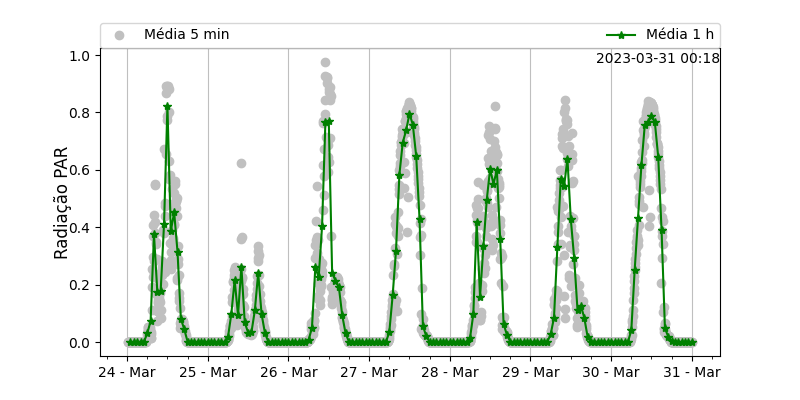 Média 5 min
Média 1 h
2023-03-31 00:18
Radiação PAR
1.0
0.8
0.6
0.4
0.2
0.0
24 - Mar
25 - Mar
26 - Mar
27 - Mar
28 - Mar
29 - Mar
30 - Mar
31 - Mar